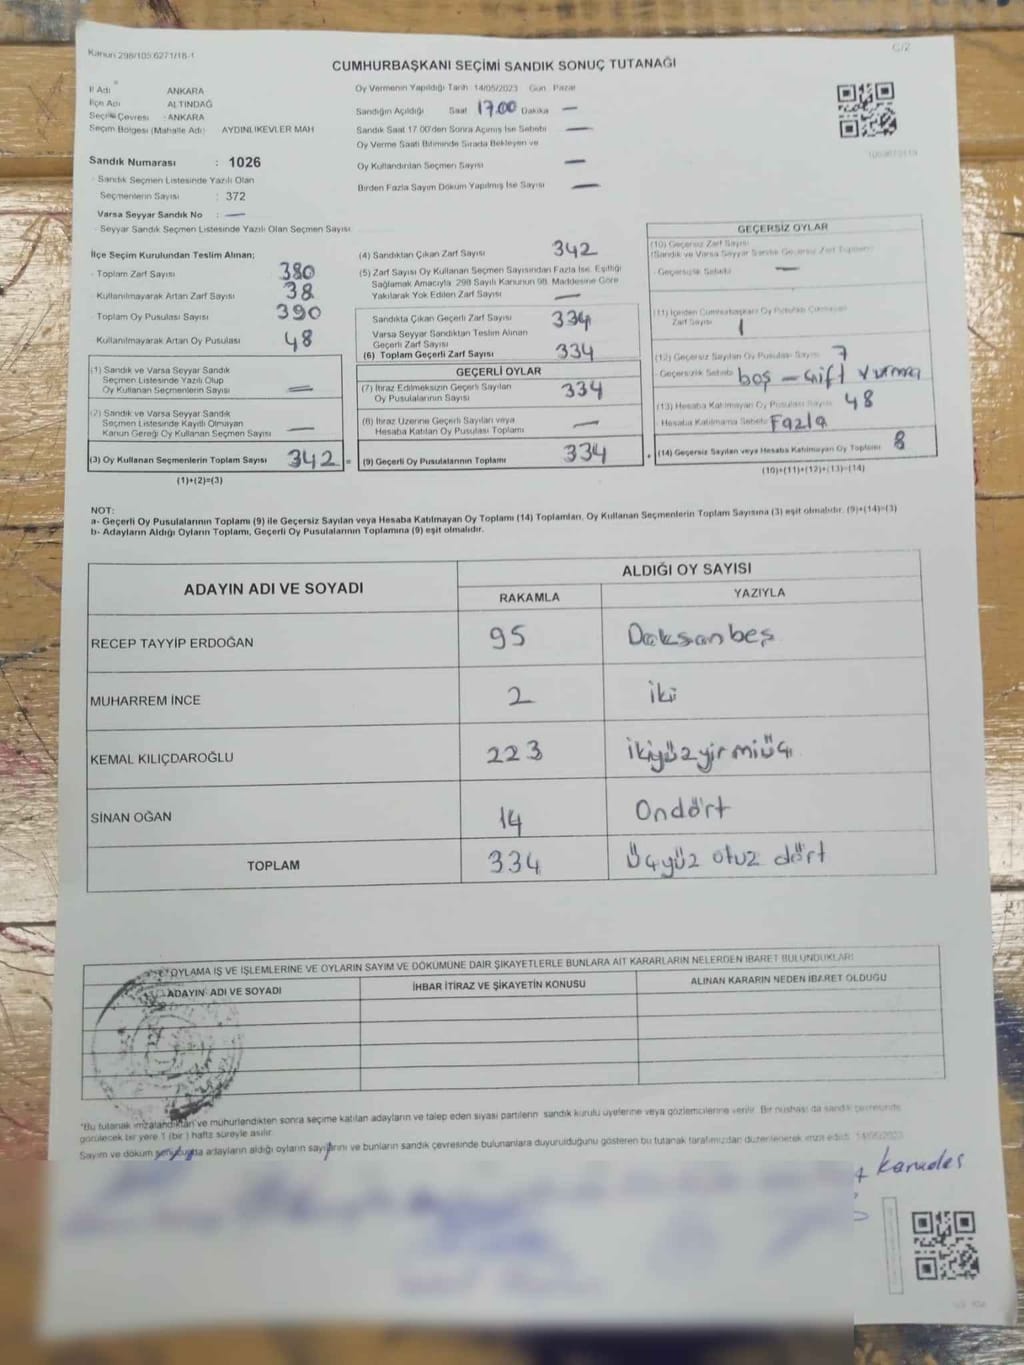 Kanun 298/105,6271/18-1
C/2
CUMHURBAŞKANI SEÇİMİ SANDIK SONUÇ TUTANAĞI
İl Adı ANKARA
İlçe Adı ALTINDAĞ
Seçim Çevresi : ANKARA
Seçim Bölgesi (Mahalle Adı) AYDINLIKEVLER MAH
Sandık Numarası : 1026
Sandık Seçmen Listesinde Yazılı Olan
Seçmenlerin Sayısı : 372
Varsa Seyyar Sandık No : —
Seyyar Sandık Seçmen Listesinde Yazılı Olan Seçmen Sayısı
Oy Vermenin Yapıldığı Tarih 14/05/2023 Gün Pazar
Sandığın Açıldığı Saat 17.00 Dakika —
Sandık Saat 17.00'den Sonra Açılmış İse Sebebi —
Oy Verme Saati Bitiminde Sırada Bekleyen ve
Oy Kullandırılan Seçmen Sayısı —
Birden Fazla Sayım Döküm Yapılmış İse Sayısı —
İlçe Seçim Kurulundan Teslim Alınan;
- Toplam Zarf Sayısı 380
- Kullanılmayarak Artan Zarf Sayısı 38
- Toplam Oy Pusulası Sayısı 390
- Kullanılmayarak Artan Oy Pusulası 48
(1) Sandık ve Varsa Seyyar Sandık
Seçmen Listesinde Yazılı Olup
Oy Kullanan Seçmenlerin Sayısı —
(2) Sandık ve Varsa Seyyar Sandık
Seçmen Listesinde Kayıtlı Olmayan
Kanun Gereği Oy Kullanan Seçmen Sayısı —
(3) Oy Kullanan Seçmenlerin Toplam Sayısı 342 =
(1)+(2)=(3)
(4) Sandıktan Çıkan Zarf Sayısı 342
(5) Zarf Sayısı Oy Kullanan Seçmen Sayısından Fazla İse, Eşitliği
Sağlamak Amacıyla 298 Sayılı Kanunun 98. Maddesine Göre
Yakılarak Yok Edilen Zarf Sayısı —
Sandıkta Çıkan Geçerli Zarf Sayısı 334
Varsa Seyyar Sandıktan Teslim Alınan
Geçerli Zarf Sayısı
(6) Toplam Geçerli Zarf Sayısı 334
GEÇERLİ OYLAR
(7) İtiraz Edilmeksizin Geçerli Sayılan
Oy Pusulalarının Sayısı 334
(8) İtiraz Üzerine Geçerli Sayılan veya
Hesaba Katılan Oy Pusulası Toplamı —
(9) Geçerli Oy Pusulalarının Toplamı 334
GEÇERSİZ OYLAR
(10) Geçersiz Zarf Sayısı
(Sandık ve Varsa Seyyar Sandık Geçersiz Zarf Toplamı)
- Geçersizlik Sebebi —
(11) İçinden Cumhurbaşkanı Oy Pusulası Çıkmayan
Zarf Sayısı 1
(12) Geçersiz Sayılan Oy Pusulası Sayısı 7
- Geçersizlik Sebebi boş - Çift vurma
(13) Hesaba Katılmayan Oy Pusulası Sayısı 48
- Hesaba Katılmama Sebebi Fazla
(14) Geçersiz Sayılan veya Hesaba Katılmayan Oy Toplamı 8
(10)+(11)+(12)+(13)=(14)
NOT:
a- Geçerli Oy Pusulalarının Toplamı (9) ile Geçersiz Sayılan veya Hesaba Katılmayan Oy Toplamı (14) Toplamları, Oy Kullanan Seçmenlerin Toplam Sayısına (3) eşit olmalıdır. (9)+(14)=(3)
b- Adayların Aldığı Oyların Toplamı, Geçerli Oy Pusulalarının Toplamına (9) eşit olmalıdır.
ADAYIN ADI VE SOYADI
ALDIĞI OY SAYISI
RAKAMLA YAZIYLA
RECEP TAYYİP ERDOĞAN 95 Doksanbeş
MUHARREM İNCE 2 iki
KEMAL KILIÇDAROĞLU 223 ikiyüzyirmiüç
SİNAN OĞAN 14 Ondört
TOPLAM 334 Üçyüz otuz dört
OYLAMA İŞ VE İŞLEMLERİNE VE OYLARIN SAYIM VE DÖKÜMÜNE DAİR ŞİKAYETLERLE BUNLARA AİT KARARLARIN NELERDEN İBARET BULUNDUKLARI
ADAYIN ADI VE SOYADI İHBAR İTİRAZ VE ŞİKAYETİN KONUSU ALINAN KARARIN NEDEN İBARET OLDUĞU
*Bu tutanak imzalandıktan ve mühürlendikten sonra seçime katılan adayların ve talep eden siyasi partilerin sandık kurulu üyelerine veya gözlemcilerine verilir. Bir nüshası da sandık çevresinde
görülecek bir yere 1 (bir) hafta süreyle asılır.
Sayım ve döküm sonucunda adayların aldığı oyların sayılarını ve bunların sandık çevresinde bulunanlara duyurulduğunu gösteren bu tutanak tarafımızdan düzenlenerek imza edildi. 14/05/2023